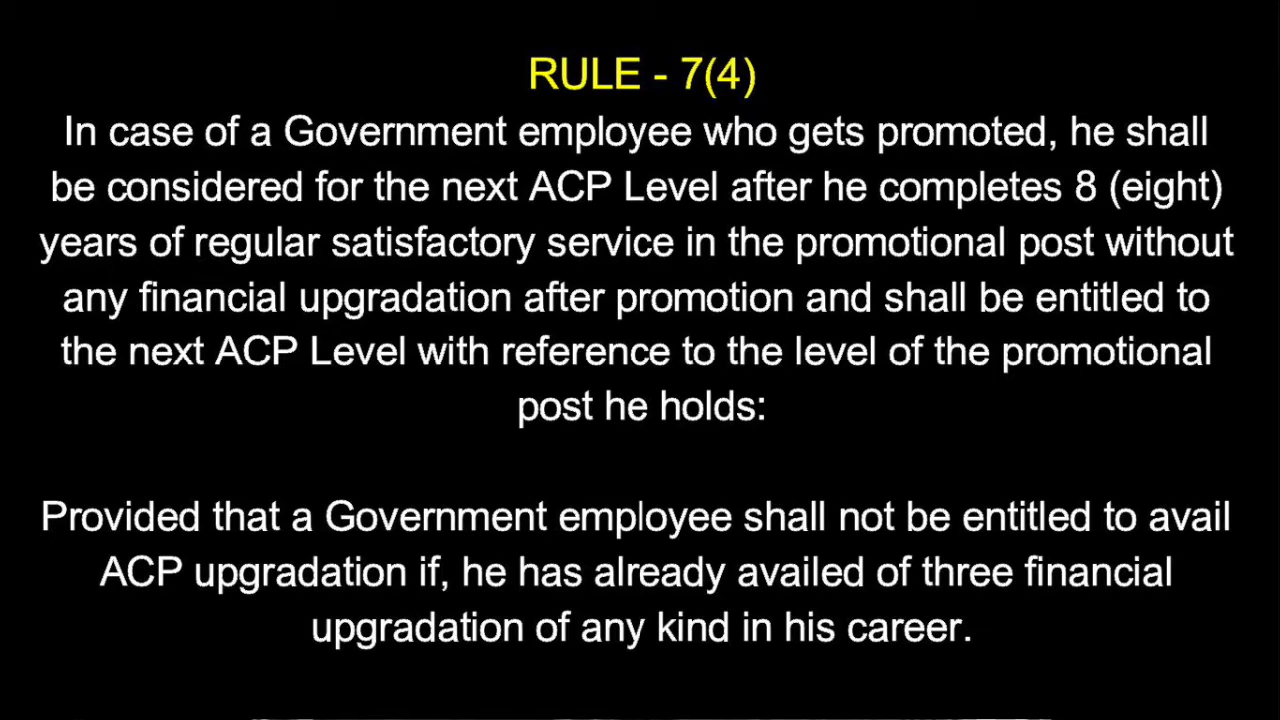 RULE - 7(4)
In case of a Government employee who gets promoted, he shall
be considered for the next ACP Level after he completes 8 (eight)
years of regular satisfactory service in the promotional post without
any financial upgradation after promotion and shall be entitled to
the next ACP Level with reference to the level of the promotional
post he holds:
Provided that a Government employee shall not be entitled to avail
ACP upgradation if, he has already availed of three financial
upgradation of any kind in his career.